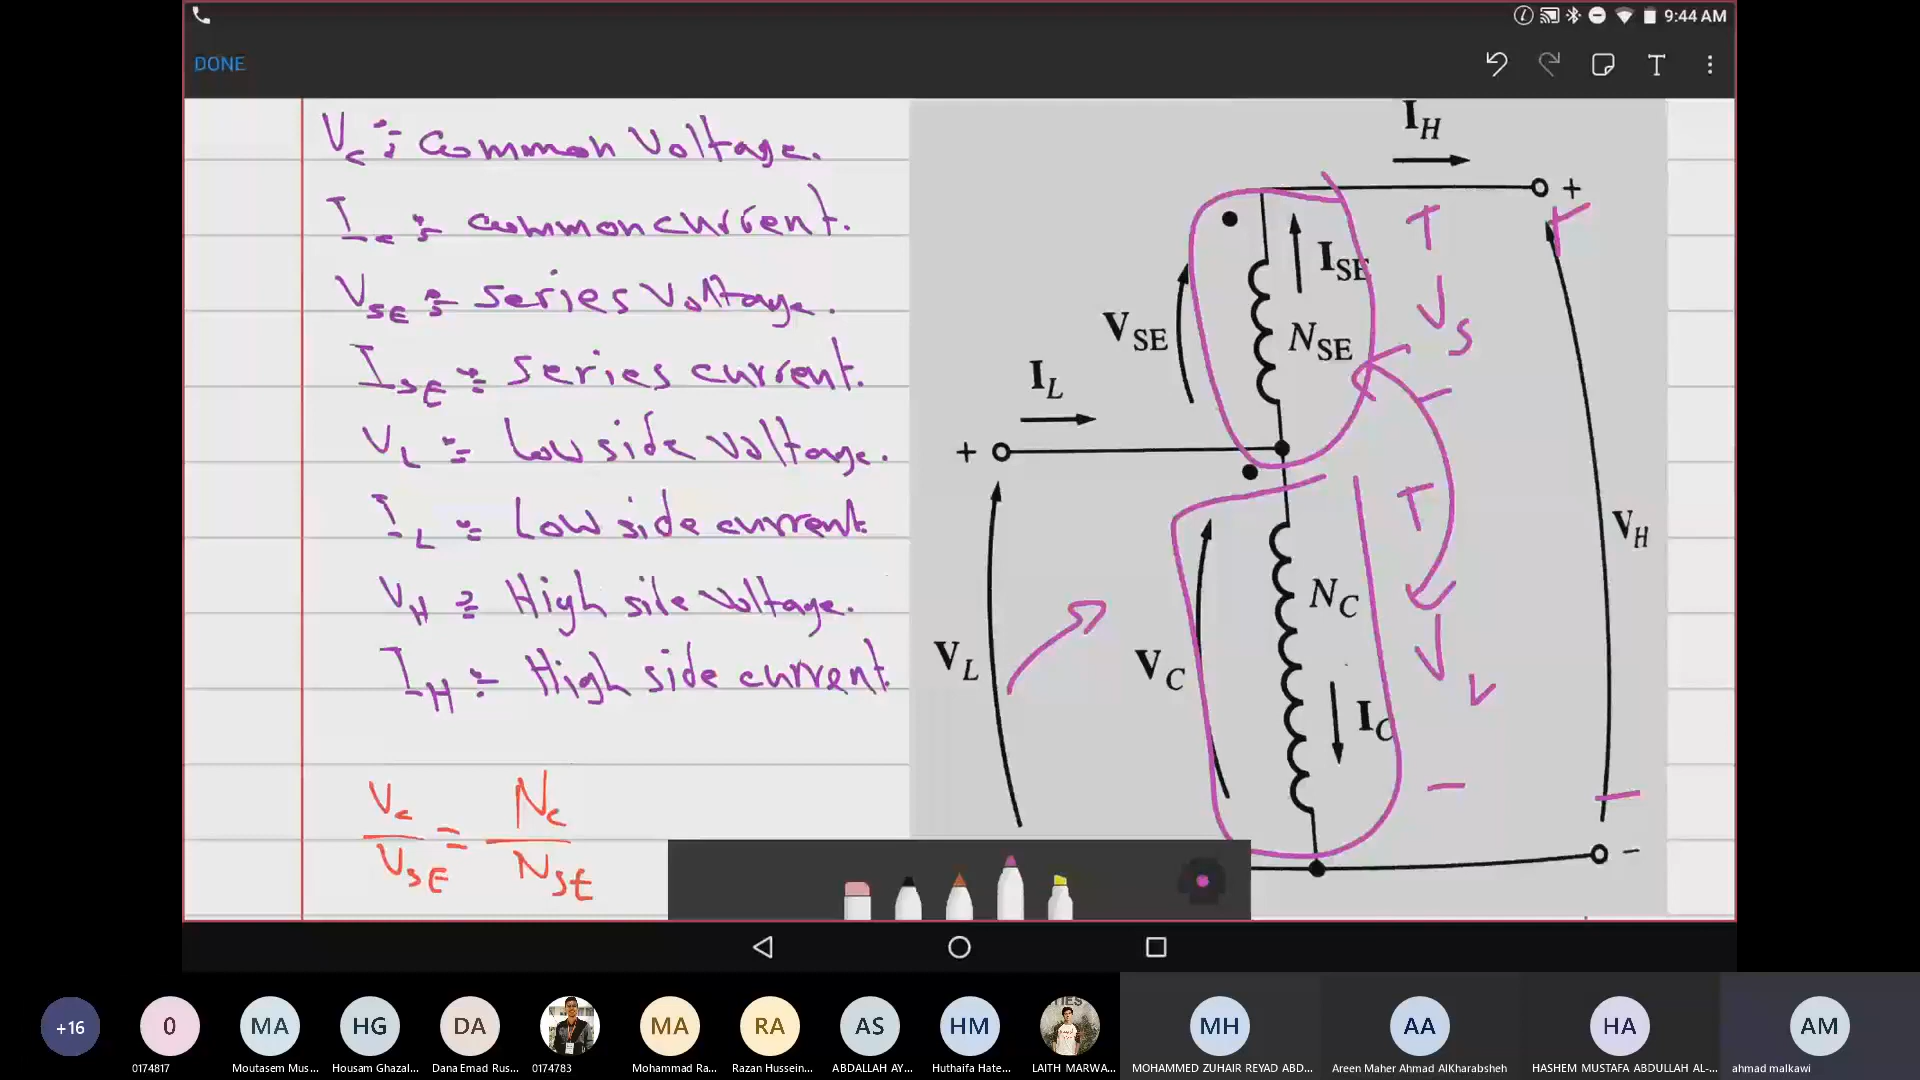 9:44 AM
DONE
T
Vc : Common Voltage.
Ic : common current.
VSE : series Voltage.
ISE : series current.
VL : Low side voltage.
IL : Low side current
VH : High side voltage.
IH : High side current
Vc / VSE = Nc / NSE
IH
+
ISE
VSE
NSE
VS
IL
+
VH
NC
VL
VC
IC
-
+16
0
MA
HG
DA
MA
RA
AS
HM
MH
AA
HA
AM
0174817
Moutasem Mus...
Housam Ghazal...
Dana Emad Rus...
0174783
Mohammad Ra...
Razan Hussein...
ABDALLAH AY...
Huthaifa Hate...
LAITH MARWA...
MOHAMMED ZUHAIR REYAD ABD...
Areen Maher Ahmad AlKharabsheh
HASHEM MUSTAFA ABDULLAH AL-...
ahmad malkawi